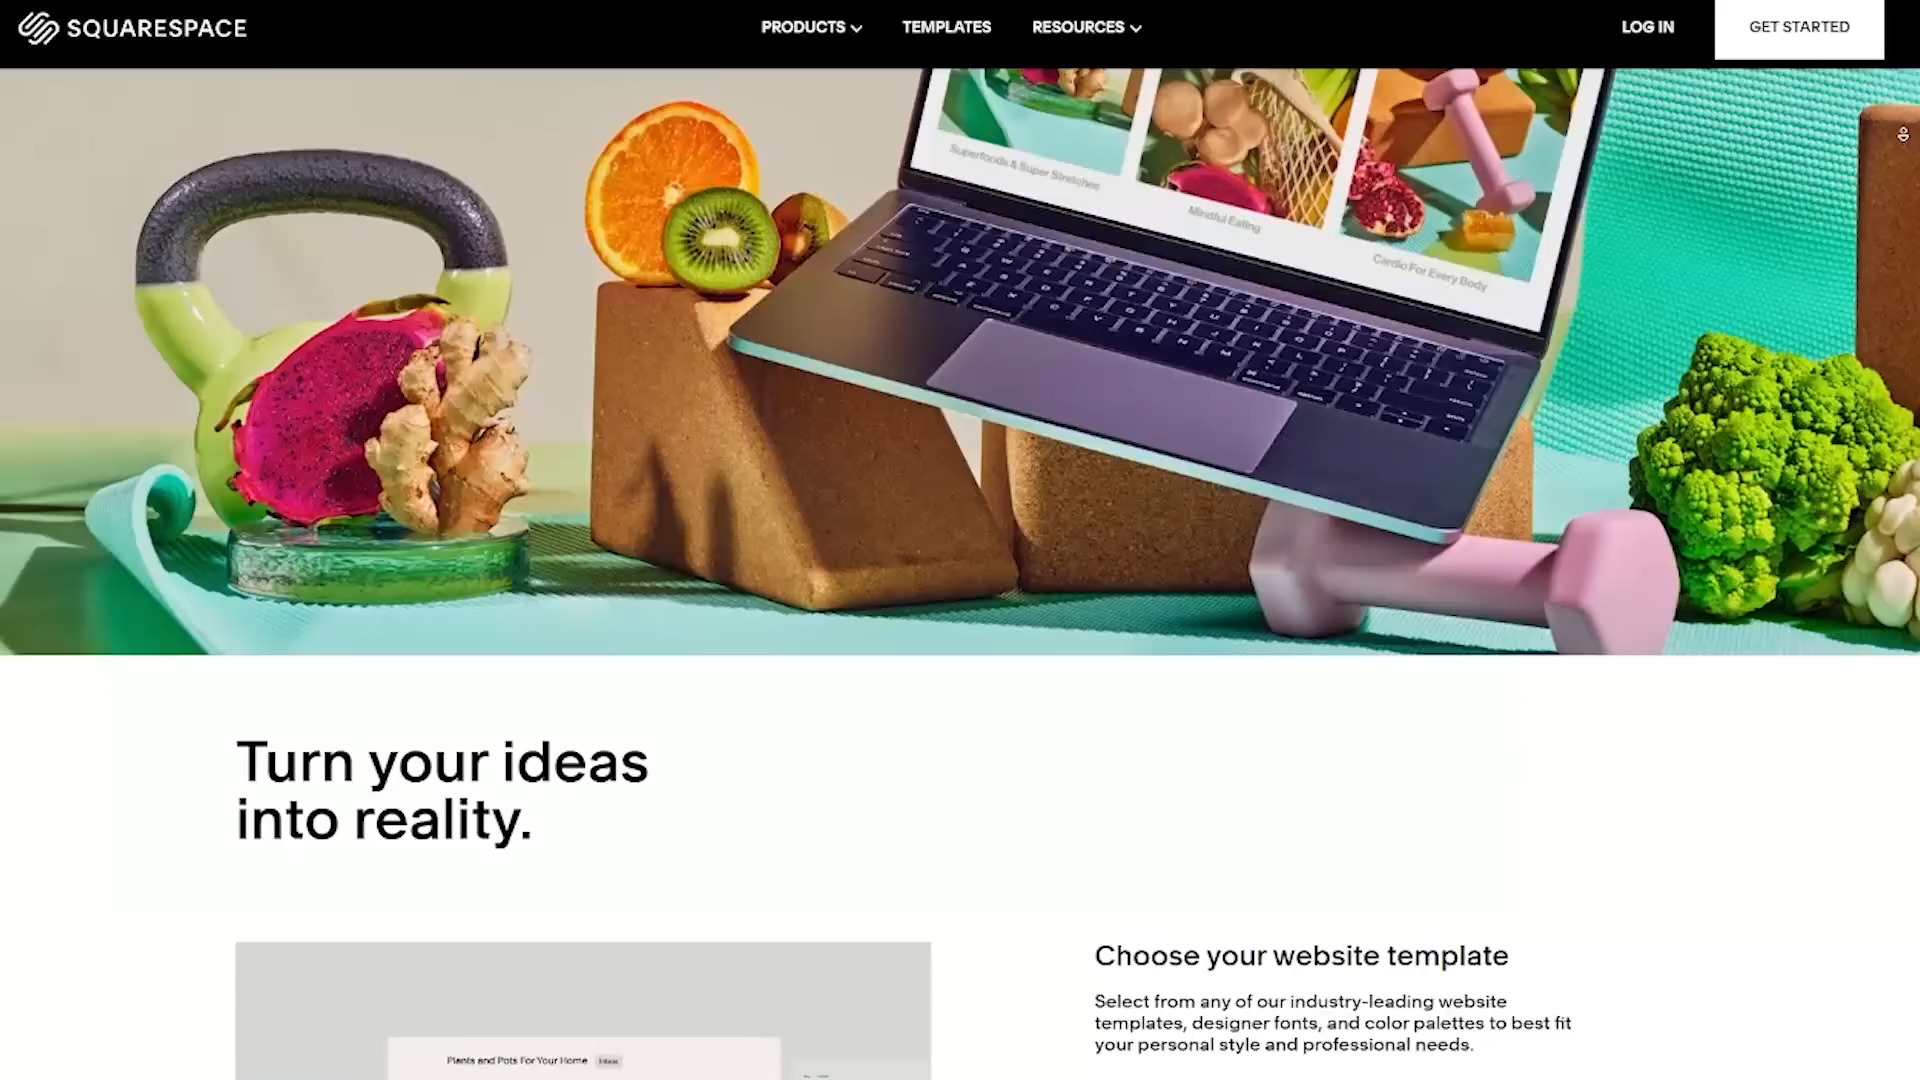 SQUARESPACE
PRODUCTS
TEMPLATES
RESOURCES
LOG IN
GET STARTED
Superfoods & Super Stretches
Mindful Eating
Cardio For Every Body
Turn your ideas
into reality.
Choose your website template
Select from any of our industry-leading website
templates, designer fonts, and color palettes to best fit
your personal style and professional needs.
Plants and Pots For Your Home
Inbox